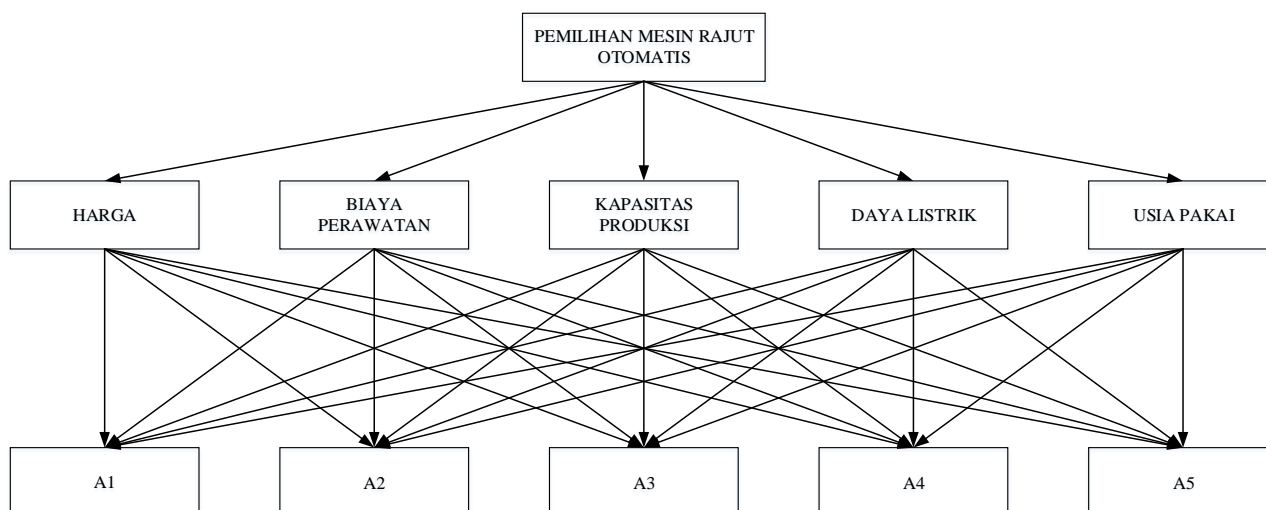 PEMILIHAN MESIN RAJUT
OTOMATIS
HARGA
BIAYA
PERAWATAN
KAPASITAS
PRODUKSI
DAYA LISTRIK
USIA PAKAI
A1
A2
A3
A4
A5